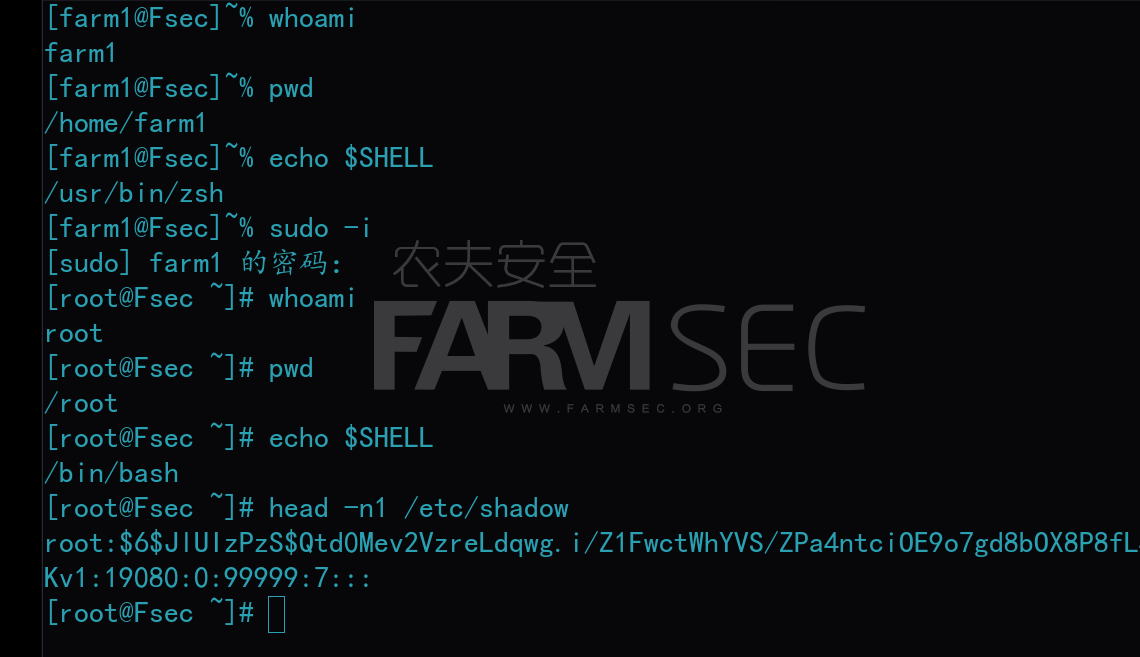 [farm1@Fsec]~% whoami
farm1
[farm1@Fsec]~% pwd
/home/farm1
[farm1@Fsec]~% echo $SHELL
/usr/bin/zsh
[farm1@Fsec]~% sudo -i
[sudo] farm1 的密码:
[root@Fsec ~]# whoami
root
[root@Fsec ~]# pwd
/root
[root@Fsec ~]# echo $SHELL
/bin/bash
[root@Fsec ~]# head -n1 /etc/shadow
root:$6$JlUIzPzS$Qtd0Mev2VzreLdqwg.i/Z1FwctWhYVS/ZPa4ntciOE9o7gd8bOX8P8fL
Kv1:19080:0:99999:7:::
[root@Fsec ~]#
农夫安全
FARMSEC
WWW.FARMSEC.ORG